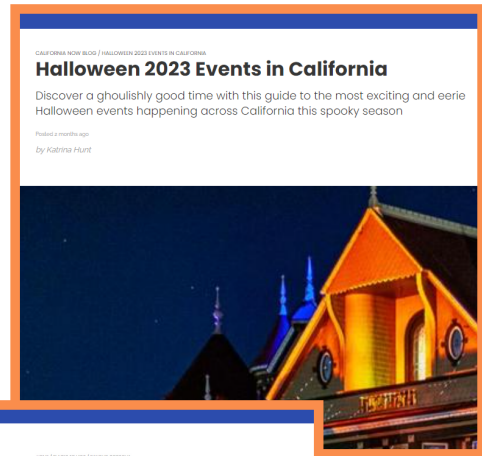 CALIFORNIA NOW BLOG / HALLOWEEN 2023 EVENTS IN CALIFORNIA
Halloween 2023 Events in California
Discover a ghoulishly good time with this guide to the most exciting and eerie
Halloween events happening across California this spooky season
Posted 2 months ago
by Katrina Hunt